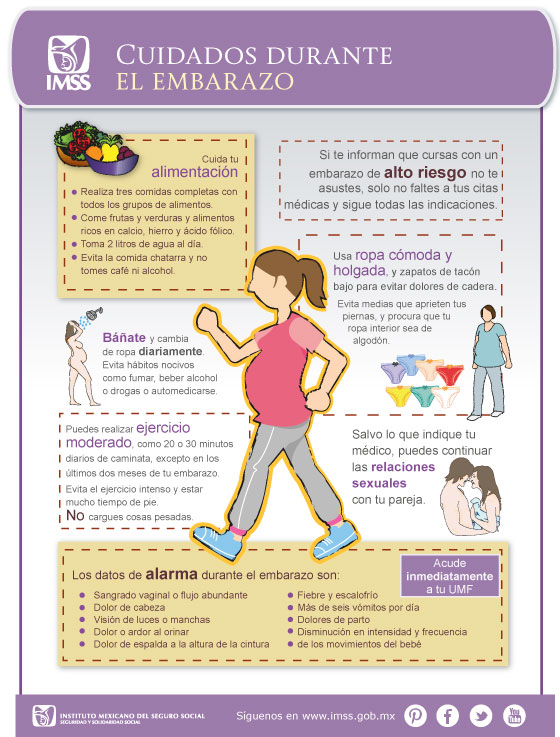 IMSS
CUIDADOS DURANTE
EL EMBARAZO
Cuida tu
alimentación
Realiza tres comidas completas con
todos los grupos de alimentos.
Come frutas y verduras y alimentos
ricos en calcio, hierro y ácido fólico.
Toma 2 litros de agua al día.
Evita la comida chatarra y no
tomes café ni alcohol.
Si te informan que cursas con un
embarazo de alto riesgo no te
asustes, solo no faltes a tus citas
médicas y sigue todas las indicaciones.
Usa ropa cómoda y
holgada, y zapatos de tacón
bajo para evitar dolores de cadera.
Evita medias que aprieten tus
piernas, y procura que tu
ropa interior sea de
algodón.
Báñate y cambia
de ropa diariamente.
Evita hábitos nocivos
como fumar, beber alcohol
o drogas o automedicarse.
Puedes realizar ejercicio
moderado, como 20 o 30 minutos
diarios de caminata, excepto en los
últimos dos meses de tu embarazo.
Evita el ejercicio intenso y estar
mucho tiempo de pie.
No cargues cosas pesadas.
Salvo lo que indique tu
médico, puedes continuar
las relaciones
sexuales
con tu pareja.
Los datos de alarma durante el embarazo son:
Acude
inmediatamente
a tu UMF
Sangrado vaginal o flujo abundante
Dolor de cabeza
Visión de luces o manchas
Dolor o ardor al orinar
Dolor de espalda a la altura de la cintura
Fiebre y escalofrío
Más de seis vómitos por día
Dolores de parto
Disminución en intensidad y frecuencia
de los movimientos del bebé
INSTITUTO MEXICANO DEL SEGURO SOCIAL
SEGURIDAD Y SOLIDARIDAD SOCIAL
Síguenos en www.imss.gob.mx
You
Tube